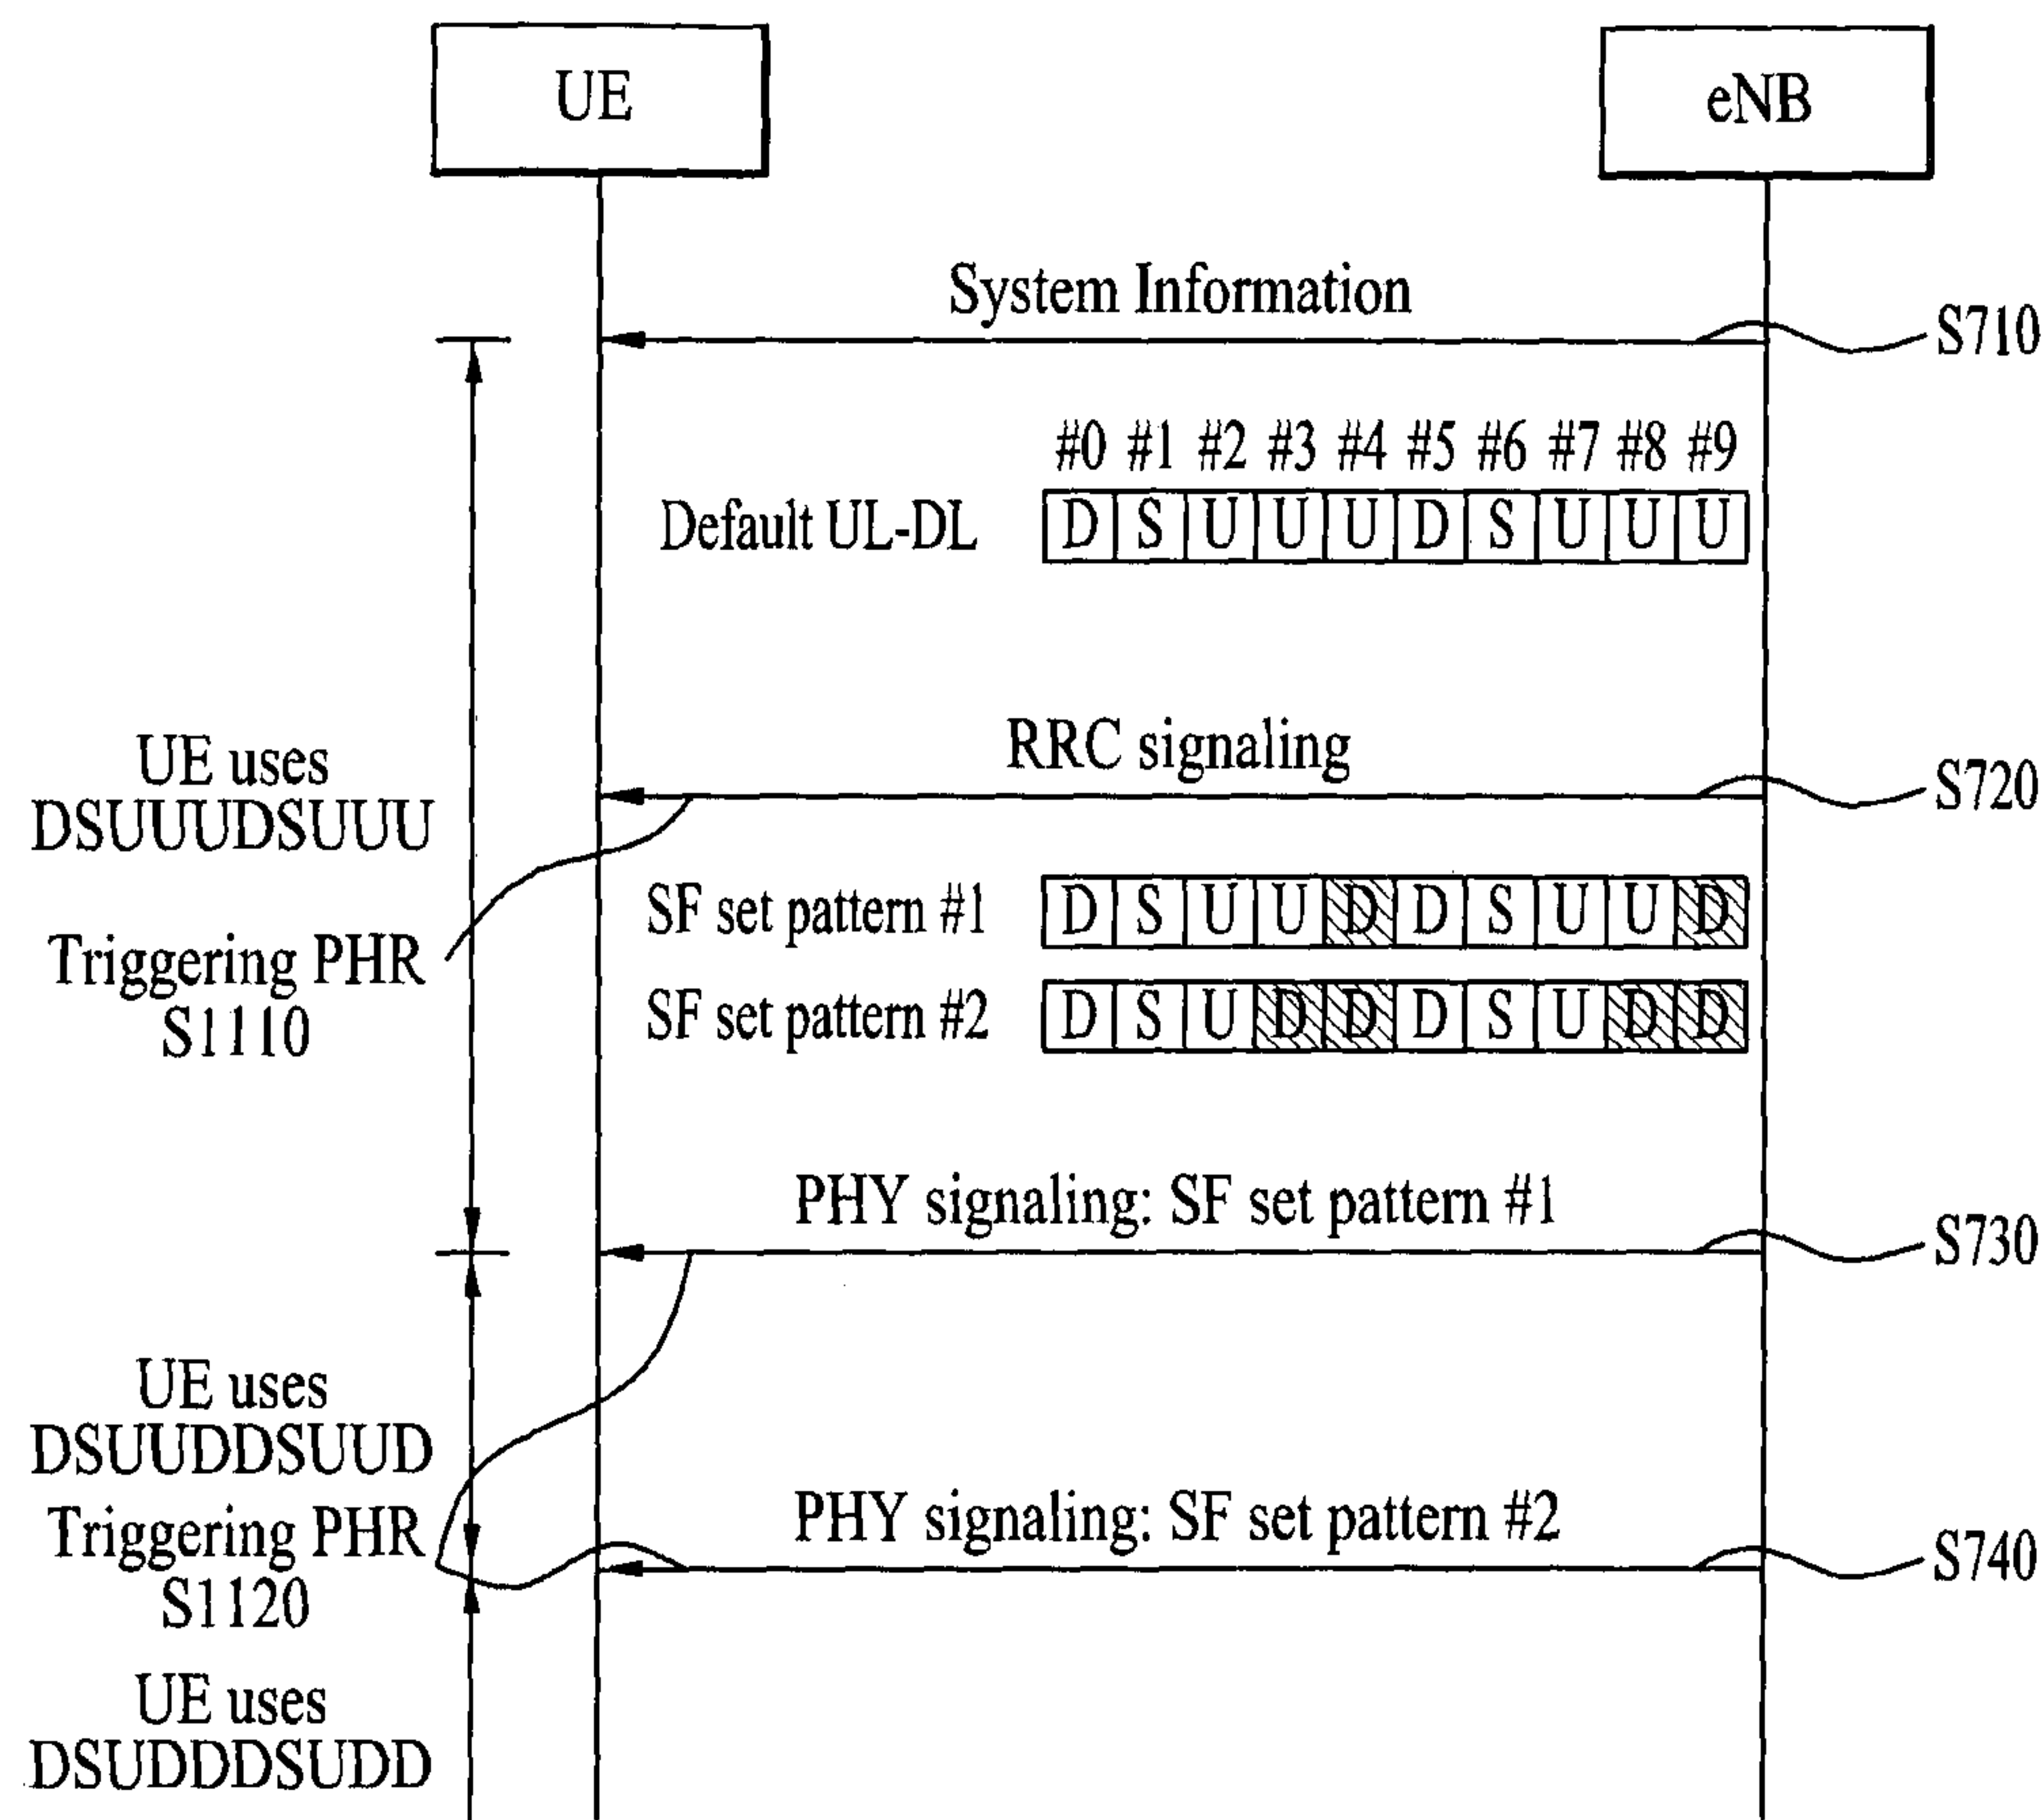 UE
eNB
System Information
S710
#0 #1 #2 #3 #4 #5 #6 #7 #8 #9
Default UL-DL D S U U U D S U U U
RRC signaling
S720
UE uses
DSUUUDSUUU
SF set pattern #1 D S U U D D S U U D
Triggering PHR
S1110
SF set pattern #2 D S U D D D S U D D
PHY signaling: SF set pattern #1
S730
UE uses
DSUUDDSUUD
PHY signaling: SF set pattern #2
Triggering PHR
S1120
S740
UE uses
DSUDDDSUDD